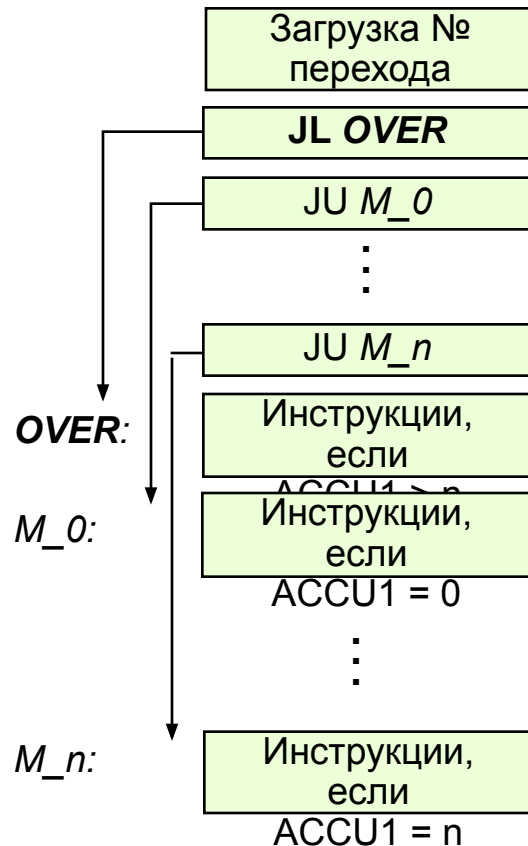 Загрузка №
перехода
JL OVER
JU M_0
⋮
JU M_n
OVER:
Инструкции,
если
ACCU1 > n
M_0:
Инструкции,
если
ACCU1 = 0
⋮
M_n:
Инструкции,
если
ACCU1 = n